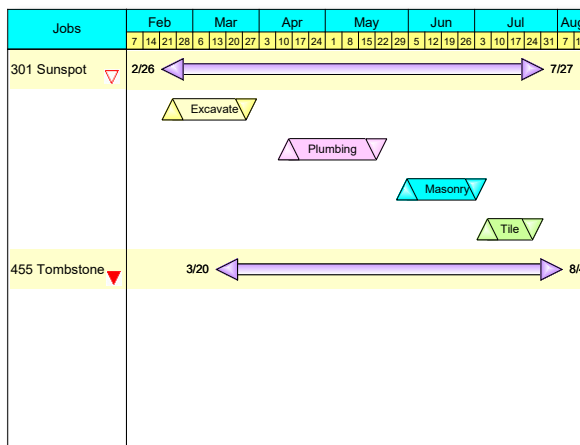 Jobs
Feb Mar Apr May Jun Jul Aug
7 14 21 28 6 13 20 27 3 10 17 24 1 8 15 22 29 5 12 19 26 3 10 17 24 31 7
301 Sunspot 2/26 7/27
Excavate
Plumbing
Masonry
Tile
455 Tombstone 3/20